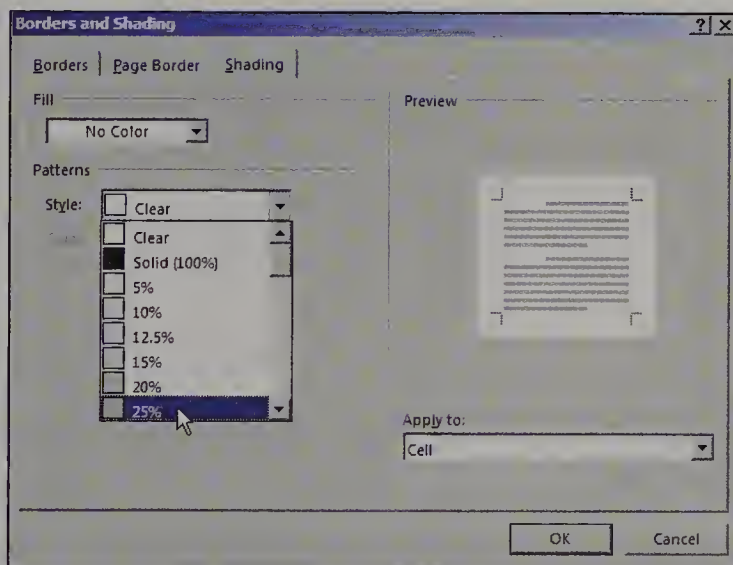 Borders and Shading
? ×
Borders Page Border Shading
Fill
No Color
Patterns
Style:
Clear
Clear
Solid (100%)
5%
10%
12.5%
15%
20%
25%
Preview
Apply to:
Cell
OK Cancel